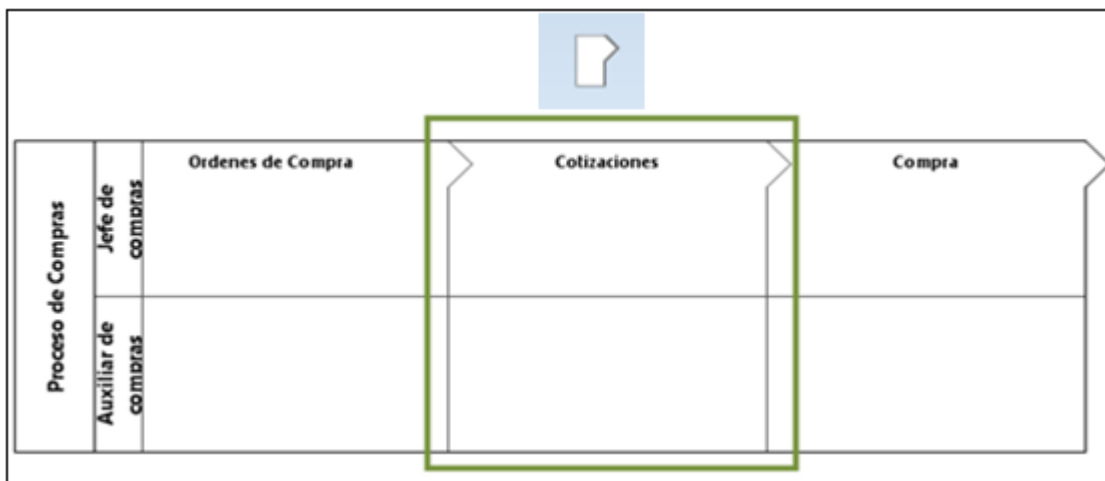 Ordenes de Compra
Cotizaciones
Compra
Proceso de Compras
Jefe de
compras
Auxiliar de
compras